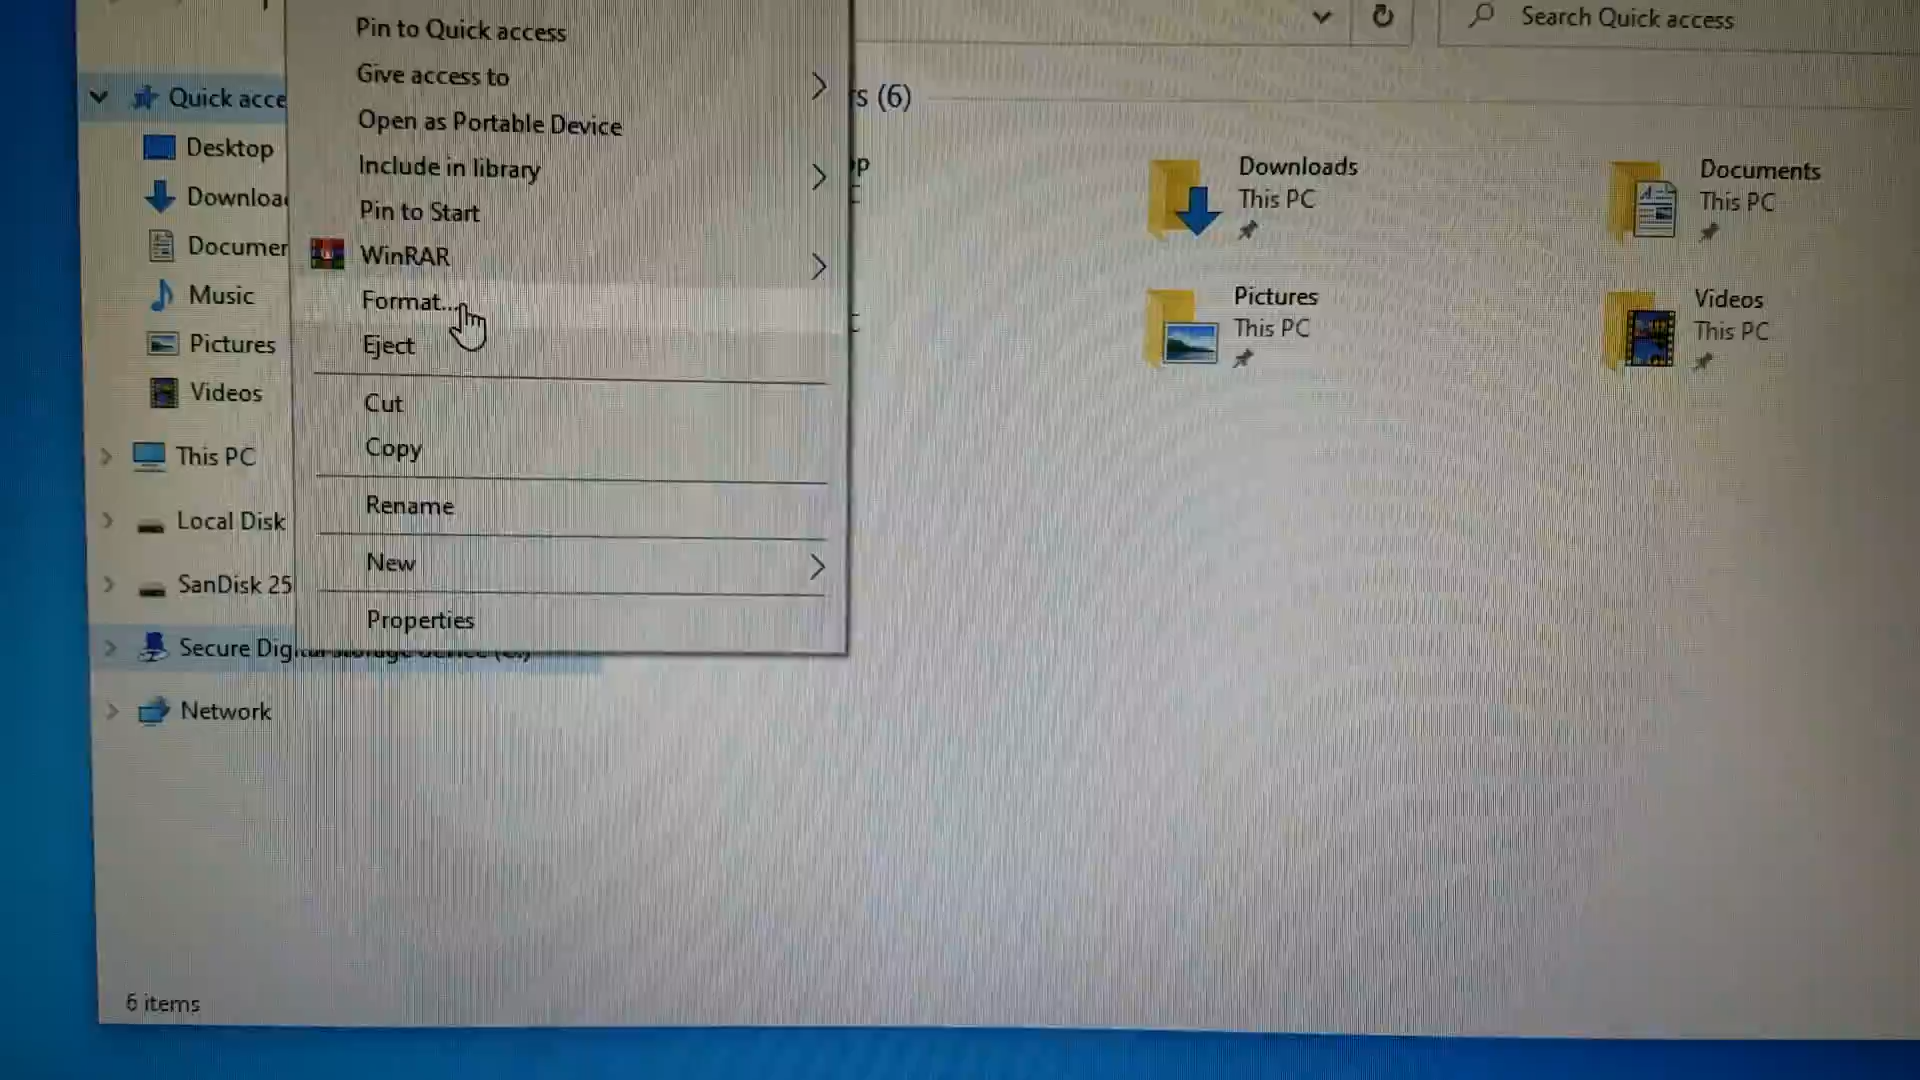 Search Quick access
Pin to Quick access
Give access to
Open as Portable Device
Include in library
Pin to Start
WinRAR
Format...
Eject
Cut
Copy
Rename
New
Properties
Quick acce
Desktop
Downloa
Documen
Music
Pictures
Videos
This PC
Local Disk
SanDisk 25
Secure Dig
Network
s (6)
Downloads
This PC
Documents
This PC
Pictures
This PC
Videos
This PC
6 items